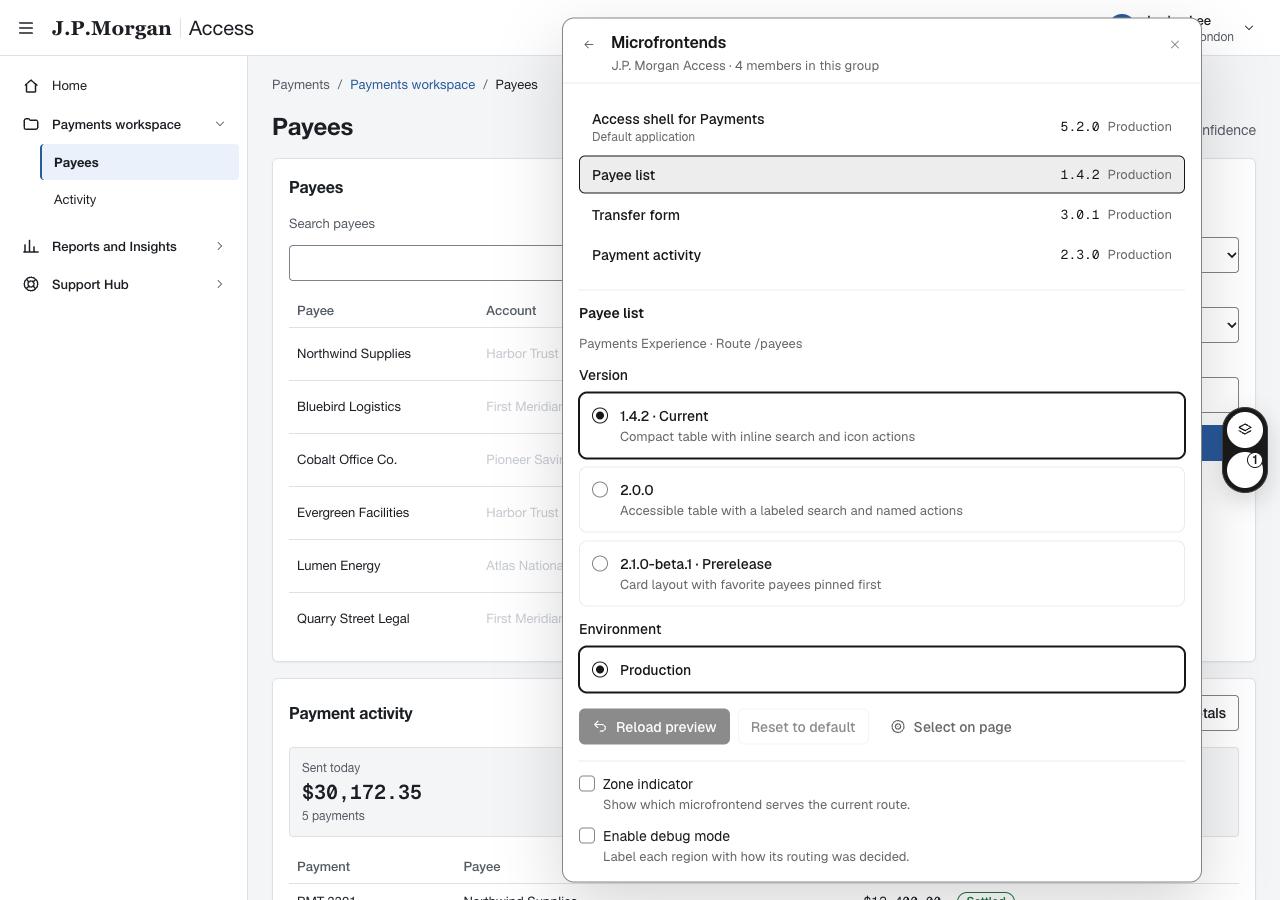 J.P.Morgan Access
London
Home
Payments workspace
Payees
Activity
Reports and Insights
Support Hub
Payments / Payments workspace / Payees
Payees
Payees
Search payees
Payee Account
Northwind Supplies Harbor Trust
Bluebird Logistics First Meridian
Cobalt Office Co. Pioneer
Evergreen Facilities Harbor Trust
Lumen Energy Atlas
Quarry Street Legal First Meridian
Payment activity
Sent today
$30,172.35
5 payments
Payment Payee
Northwind Supplies $12,400.00 Settled
Microfrontends
J.P. Morgan Access · 4 members in this group
Access shell for Payments 5.2.0 Production
Default application
Payee list 1.4.2 Production
Transfer form 3.0.1 Production
Payment activity 2.3.0 Production
Payee list
Payments Experience · Route /payees
Version
1.4.2 · Current
Compact table with inline search and icon actions
2.0.0
Accessible table with a labeled search and named actions
2.1.0-beta.1 · Prerelease
Card layout with favorite payees pinned first
Environment
Production
Reload preview Reset to default Select on page
Zone indicator
Show which microfrontend serves the current route.
Enable debug mode
Label each region with how its routing was decided.
1